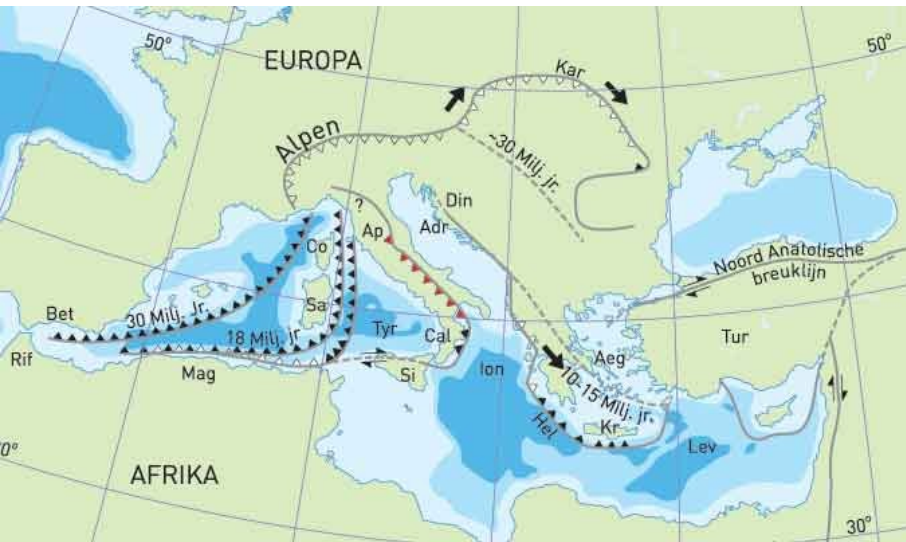 50°
EUROPA
Kar
50°
Alpen
~30 Milj. jr.
?
Din
Ap
Adr
Co
Noord Anatolische
breuklijn
Bet
30 Milj. Jr.
Sa
18 Milj. jr
Tyr
Cal
Tur
Rif
Mag
Si
Ion
Aeg
10-15 Milj. jr.
Hel
Kr
Lev
0°
AFRIKA
30°